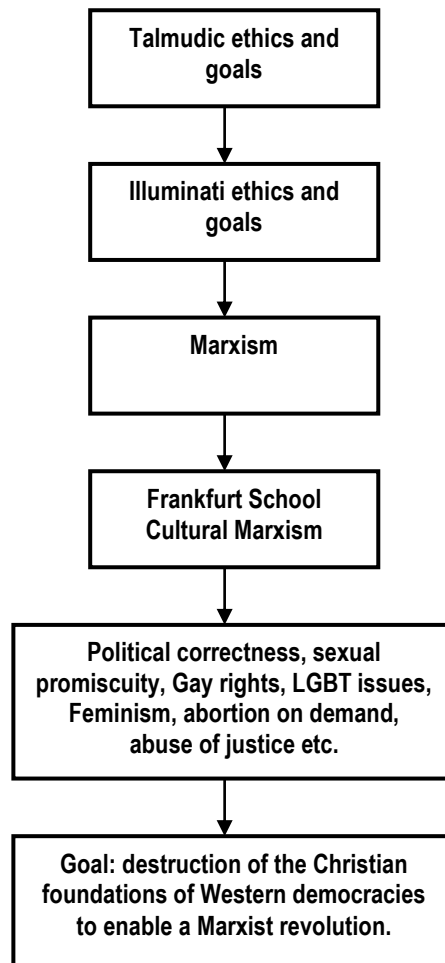 Talmudic ethics and
goals
Illuminati ethics and
goals
Marxism
Frankfurt School
Cultural Marxism
Political correctness, sexual
promiscuity, Gay rights, LGBT issues,
Feminism, abortion on demand,
abuse of justice etc.
Goal: destruction of the Christian
foundations of Western democracies
to enable a Marxist revolution.